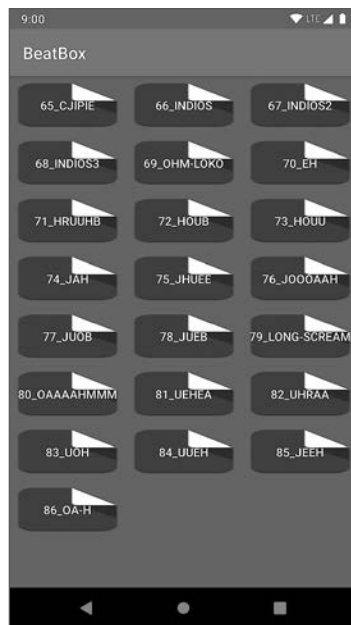 9:00 LTE
BeatBox
65_CJIPIE 66_INDIOS 67_INDIOS2
68_INDIOS3 69_OHM-LOKO 70_EH
71_HRUUHB 72_HOUB 73_HOUU
74_JAH 75_JHUEE 76_JOOOAAH
77_JUOB 78_JUEB 79_LONG-SCREAM
80_OAAAAHMMM 81_UEHEA 82_UHRAA
83_UOH 84_UUEH 85_JEEH
86_OA-H